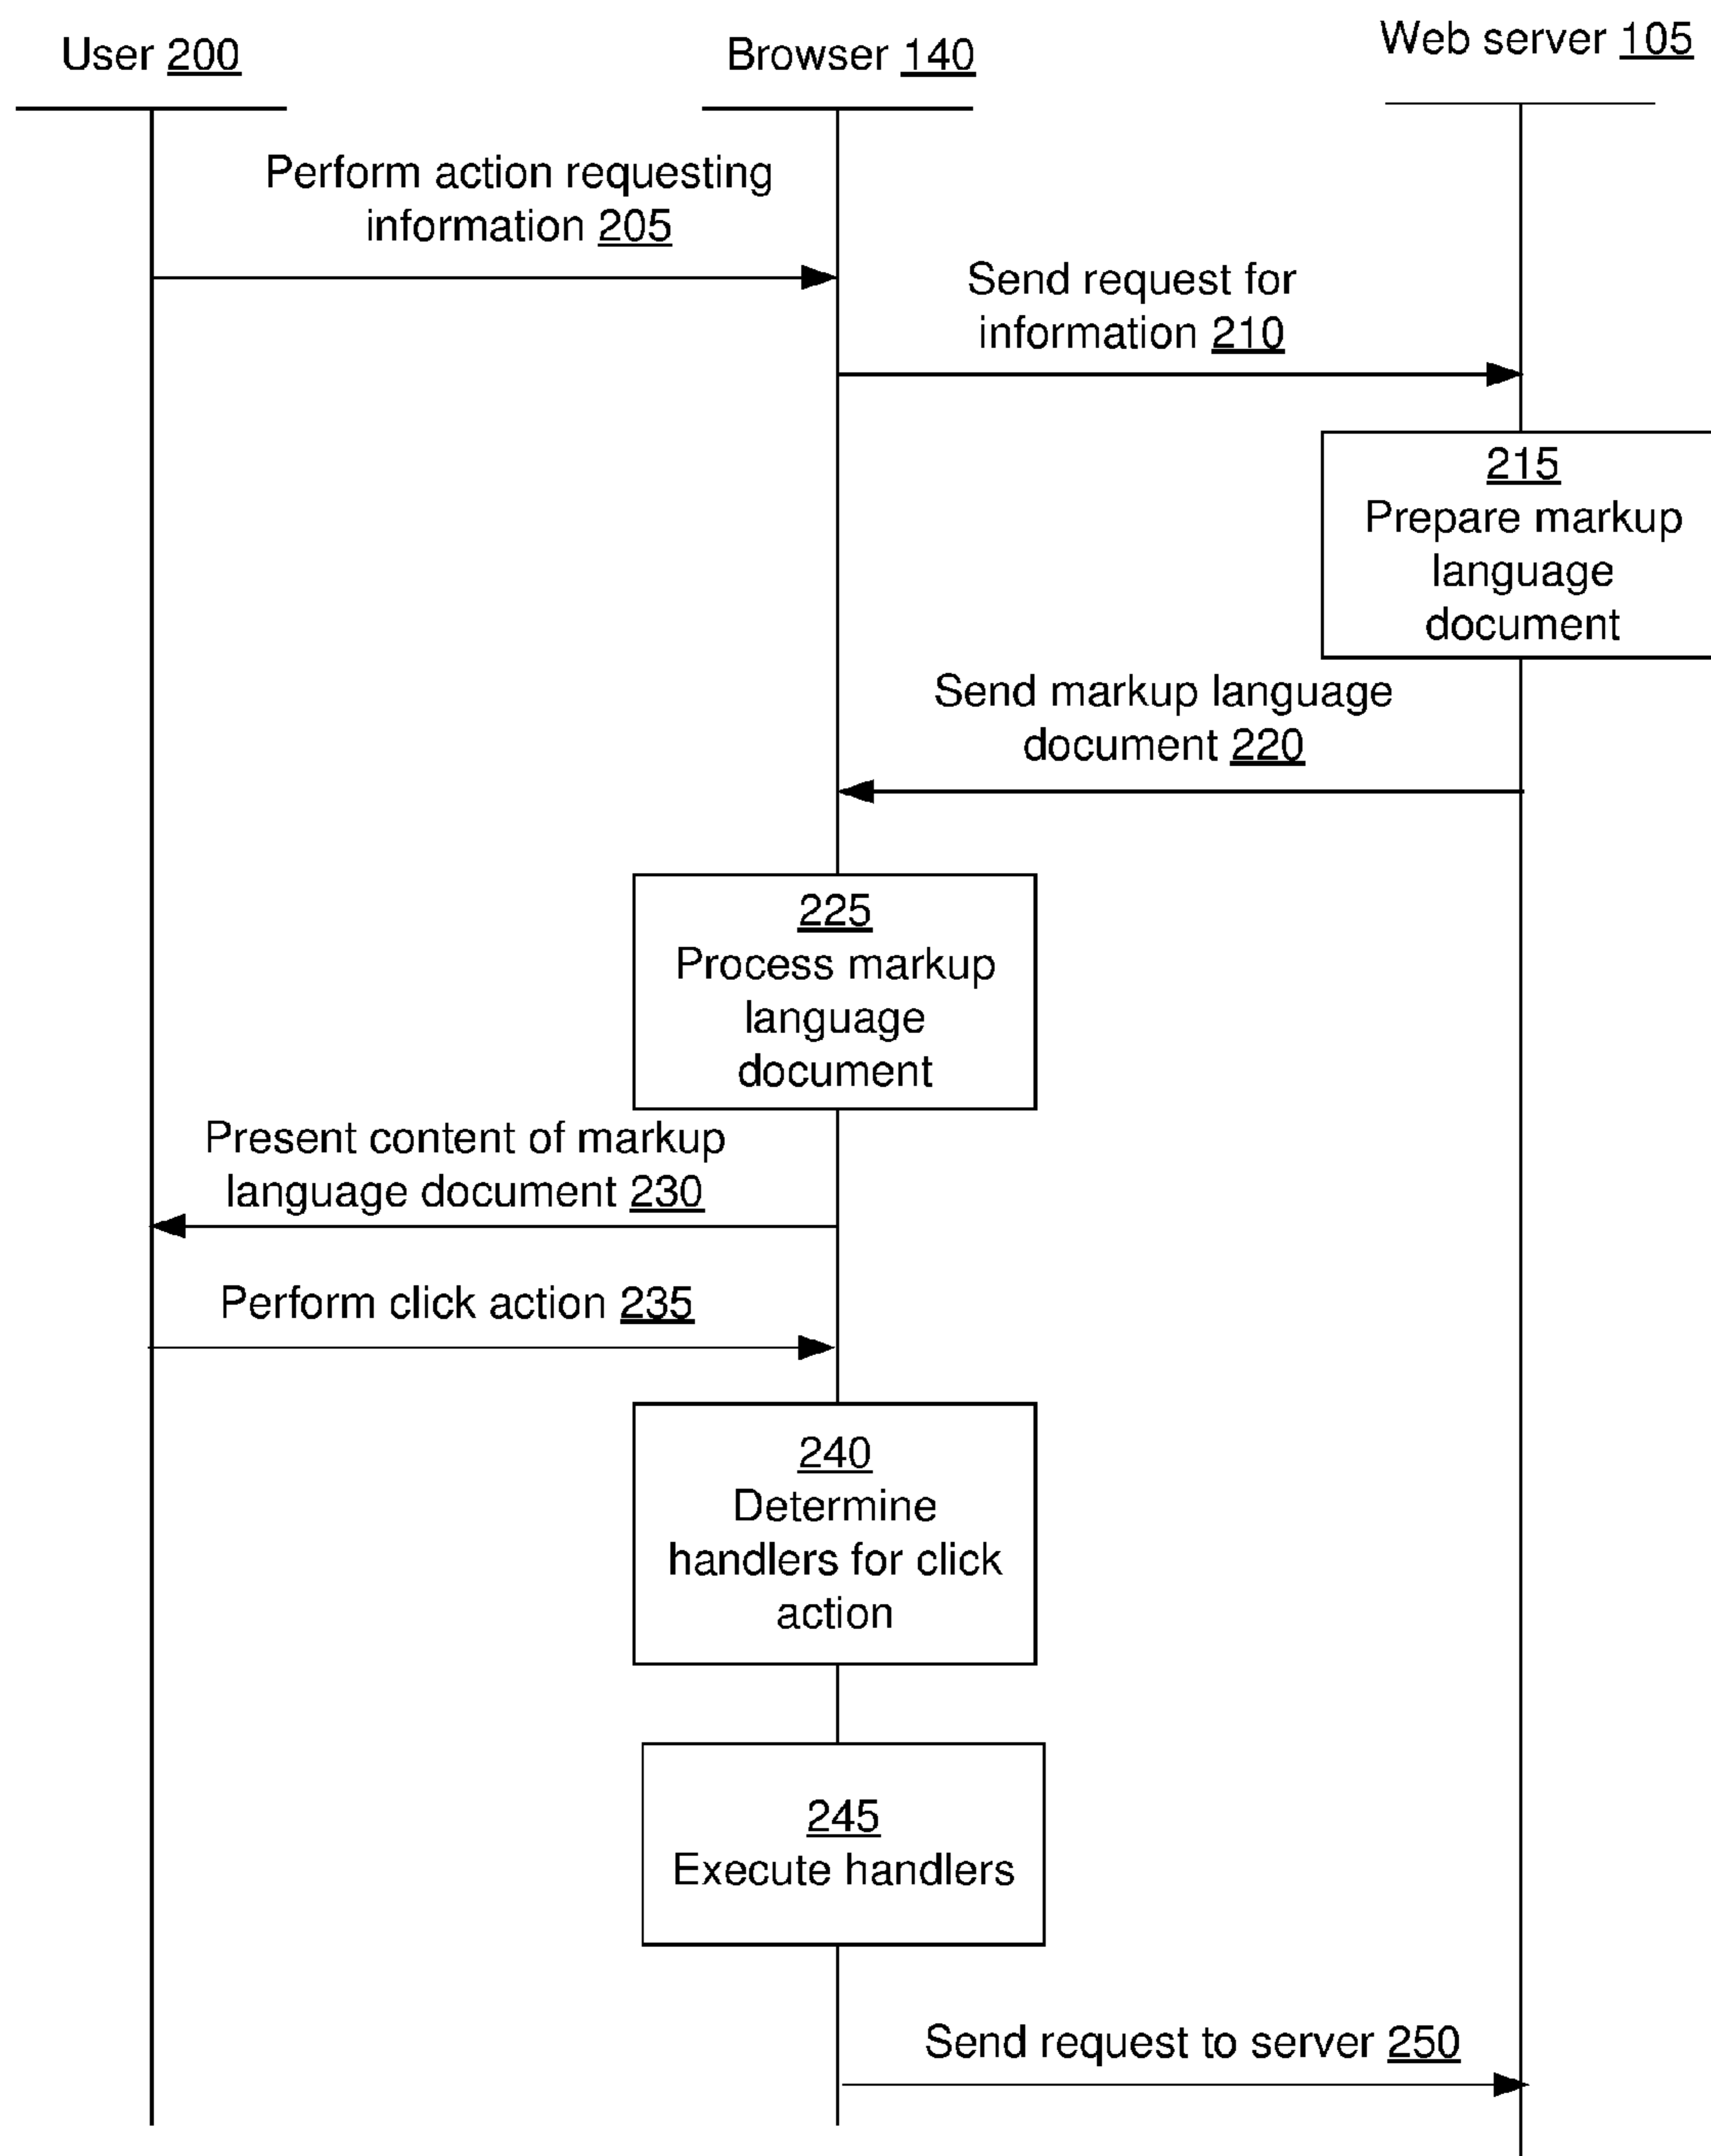 User 200
Browser 140
Web server 105
Perform action requesting
information 205
Send request for
information 210
215
Prepare markup
language
document
Send markup language
document 220
225
Process markup
language
document
Present content of markup
language document 230
Perform click action 235
240
Determine
handlers for click
action
245
Execute handlers
Send request to server 250